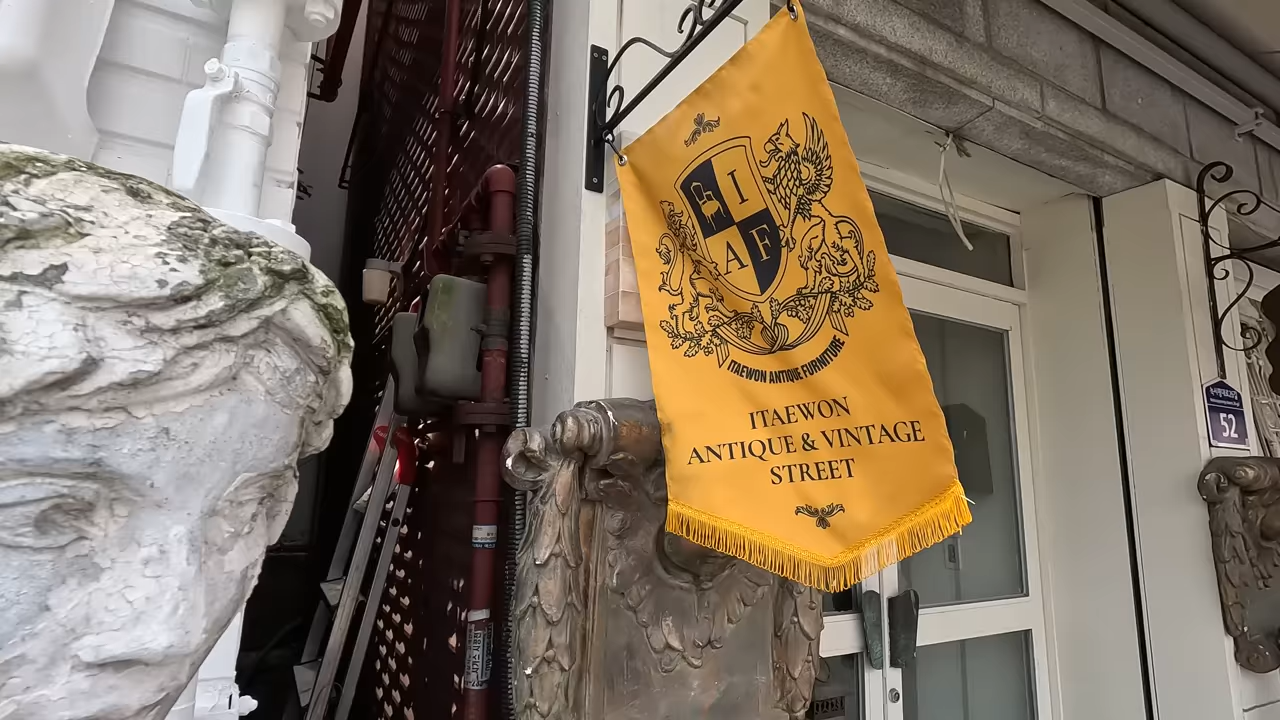 I
A F
ITAEWON ANTIQUE FURNITURE
ITAEWON
ANTIQUE & VINTAGE
STREET
52